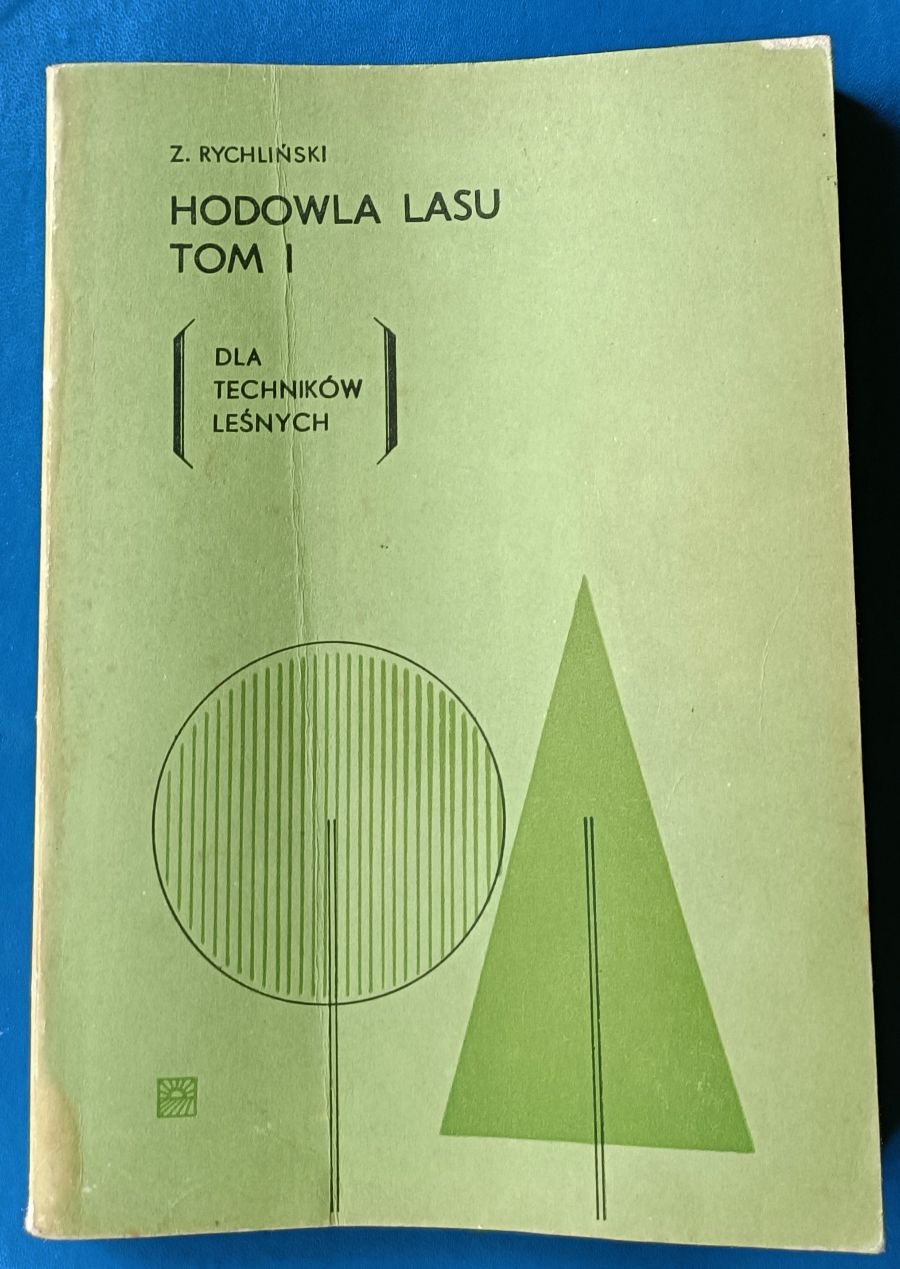 Z. RYCHLIŃSKI
HODOWLA LASU
TOM I
DLA
TECHNIKÓW
LEŚNYCH